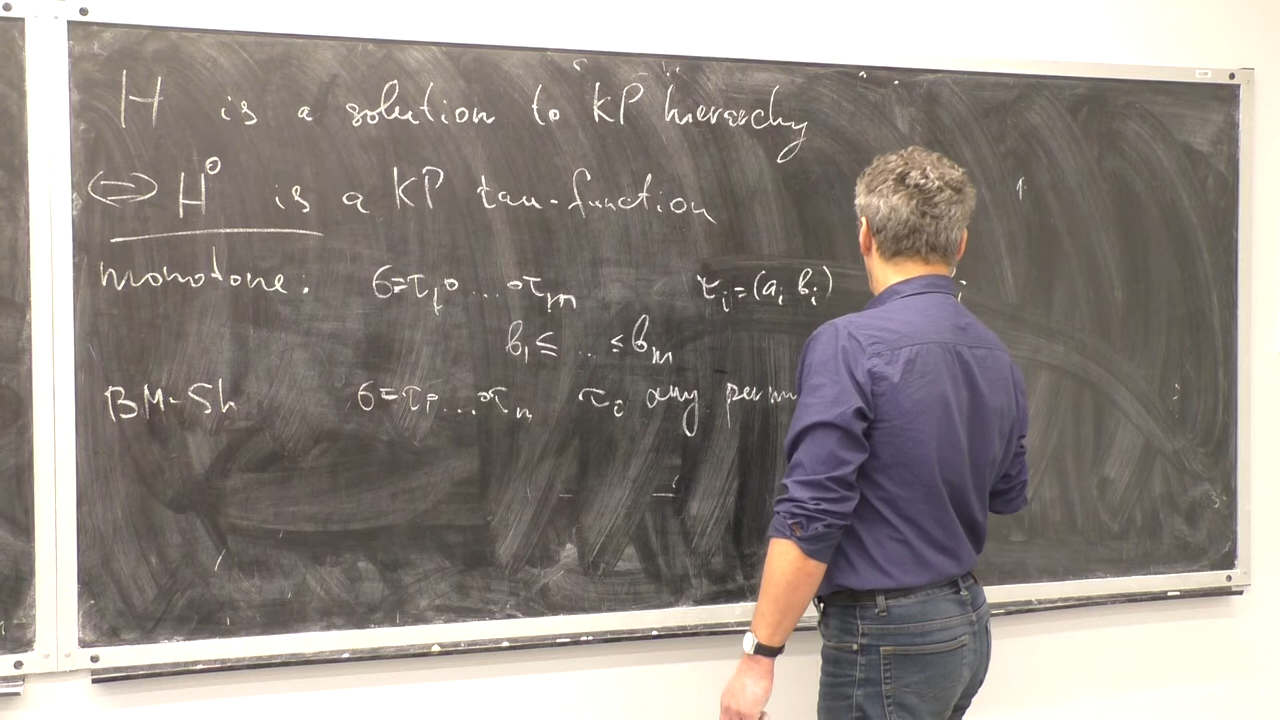 H is a solution to KP hierarchy
⇔ H° is a KP tau-function
monotone: σ=τ₁∘...∘τₘ τᵢ=(aᵢ bᵢ)
b₁≤...≤bₘ
BM-Sh σ=τ₁∘...∘τₘ τᵢ any